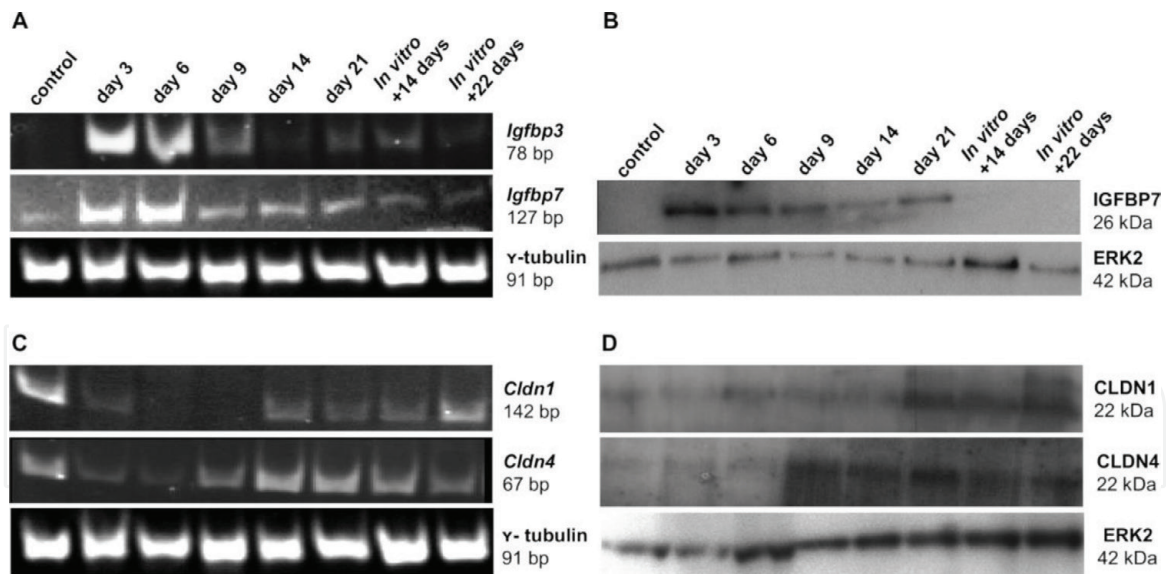 A
control
day 3
day 6
day 9
day 14
day 21
In vitro
+14 days
In vitro
+22 days
Igfbp3
78 bp
Igfbp7
127 bp
ɣ-tubulin
91 bp
B
control
day 3
day 6
day 9
day 14
day 21
In vitro
+14 days
In vitro
+22 days
IGFBP7
26 kDa
ERK2
42 kDa
C
Cldn1
142 bp
Cldn4
67 bp
ɣ- tubulin
91 bp
D
CLDN1
22 kDa
CLDN4
22 kDa
ERK2
42 kDa